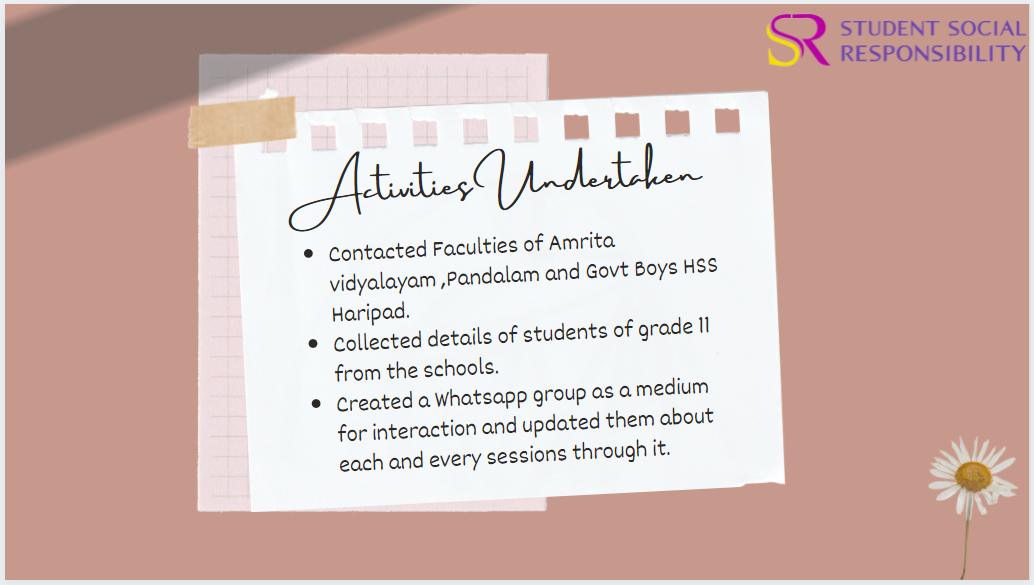 SR STUDENT SOCIAL
RESPONSIBILITY
Activities Undertaken
• Contacted Faculties of Amrita
vidyalayam ,Pandalam and Govt Boys HSS
Haripad.
• Collected details of students of grade 11
from the schools.
• Created a Whatsapp group as a medium
for interaction and updated them about
each and every sessions through it.